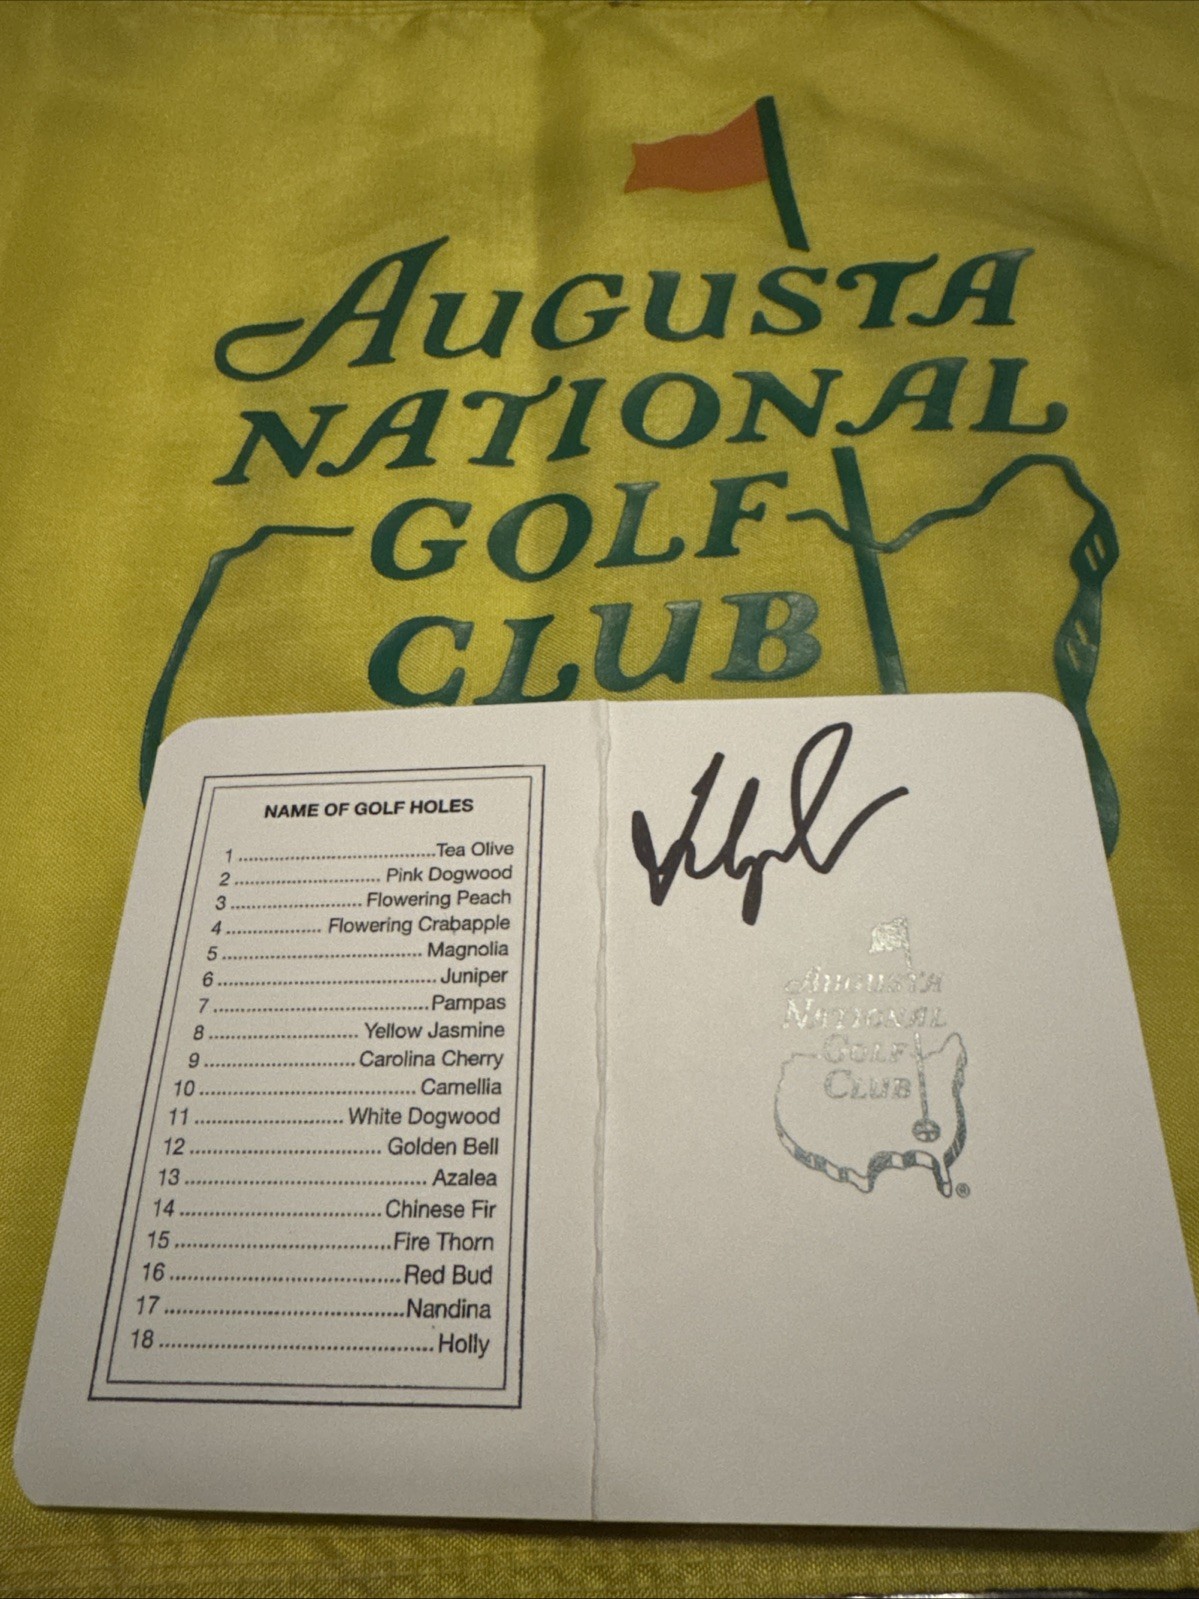 AUGUSTA
NATIONAL
GOLF
CLUB
NAME OF GOLF HOLES
1 ....................................Tea Olive
2 ........................... Pink Dogwood
3 ........................ Flowering Peach
4 ................. Flowering Crabapple
5 ..................................... Magnolia
6 ........................................ Juniper
7 ........................................Pampas
8 ........................... Yellow Jasmine
9 ...........................Carolina Cherry
10 ...................................... Camellia
11 .......................... White Dogwood
12 ................................. Golden Bell
13 ......................................... Azalea
14 .................................. Chinese Fir
15 .....................................Fire Thorn
16 ...................................... Red Bud
17 .......................................Nandina
18 ............................................. Holly
AUGUSTA
NATIONAL
GOLF
CLUB
®